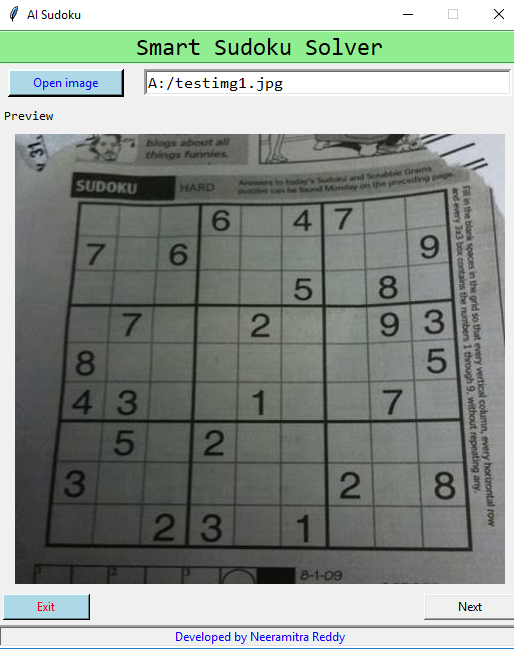 AI Sudoku
Smart Sudoku Solver
Open image
A:/testimg1.jpg
Preview
31,
blogs about all
things funnies.
SUDOKU HARD
Answers to today's Sudoku and Scrabble Grams
puzzles can be found Monday on the preceding page.
6 4 7
7 6 9
5 8
7 2 9 3
8 5
4 3 1 7
5 2
3 2 8
2 3 1
Fill in the blank spaces in the grid so that every vertical column, every horizontal row
and every 3x3 box contains the numbers 1 through 9, without repeating any.
1 2 3
8-1-09
Exit
Next
Developed by Neeramitra Reddy